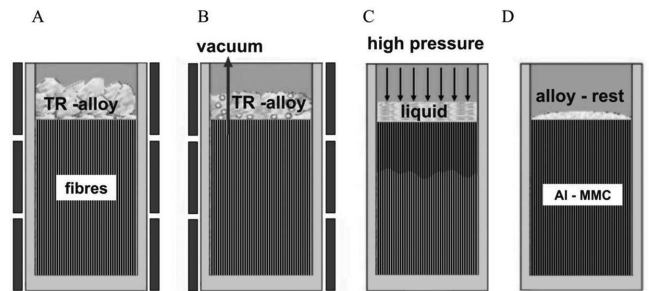 A
B
C
D
vacuum
high pressure
TR -alloy
TR -alloy
liquid
alloy - rest
fibres
Al - MMC